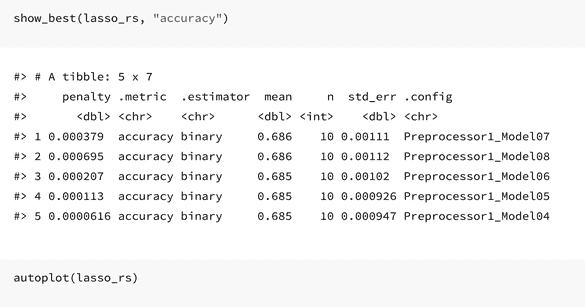 show_best(lasso_rs, "accuracy")
#> # A tibble: 5 x 7
#>     penalty .metric  .estimator  mean     n  std_err .config
#>       <dbl> <chr>    <chr>      <dbl> <int>    <dbl> <chr>
#> 1 0.000379  accuracy binary     0.686    10 0.00111  Preprocessor1_Model07
#> 2 0.000695  accuracy binary     0.686    10 0.00112  Preprocessor1_Model08
#> 3 0.000207  accuracy binary     0.685    10 0.00102  Preprocessor1_Model06
#> 4 0.000113  accuracy binary     0.685    10 0.000926 Preprocessor1_Model05
#> 5 0.0000616 accuracy binary     0.685    10 0.000947 Preprocessor1_Model04
autoplot(lasso_rs)